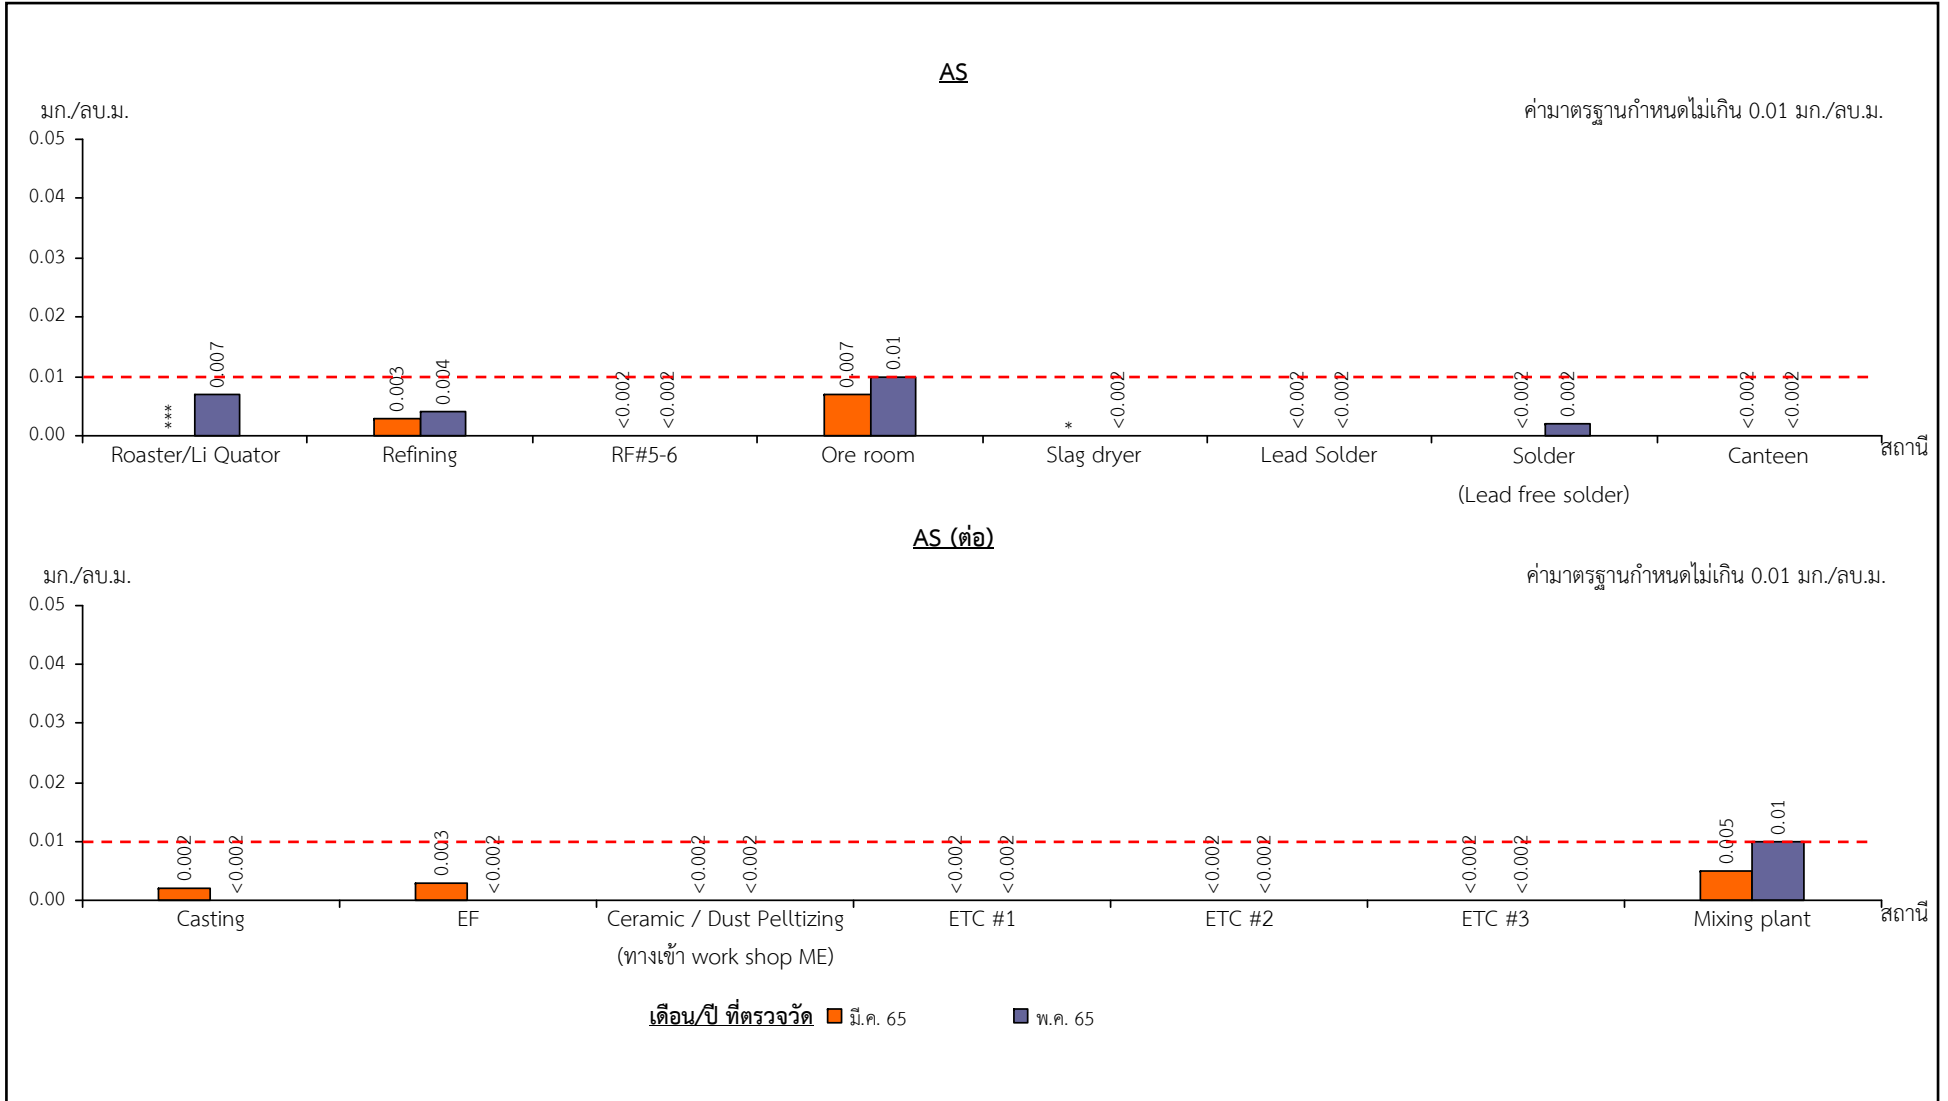 AS
มก./ลบ.ม.
ค่ามาตรฐานกำหนดไม่เกิน 0.01 มก./ลบ.ม.
0.05
0.04
0.03
0.02
0.01
0.00
*** 0.007 0.003 0.004 <0.002 <0.002 0.007 0.01 * <0.002 <0.002 <0.002 <0.002 0.002 <0.002 <0.002
Roaster/Li Quator Refining RF#5-6 Ore room Slag dryer Lead Solder Solder Canteen สถานี
(Lead free solder)
AS (ต่อ)
มก./ลบ.ม.
ค่ามาตรฐานกำหนดไม่เกิน 0.01 มก./ลบ.ม.
0.05
0.04
0.03
0.02
0.01
0.00
0.002 <0.002 0.003 <0.002 <0.002 <0.002 <0.002 <0.002 <0.002 <0.002 <0.002 <0.002 0.005 0.01
Casting EF Ceramic / Dust Pelltizing ETC #1 ETC #2 ETC #3 Mixing plant สถานี
(ทางเข้า work shop ME)
เดือน/ปี ที่ตรวจวัด มี.ค. 65 พ.ค. 65